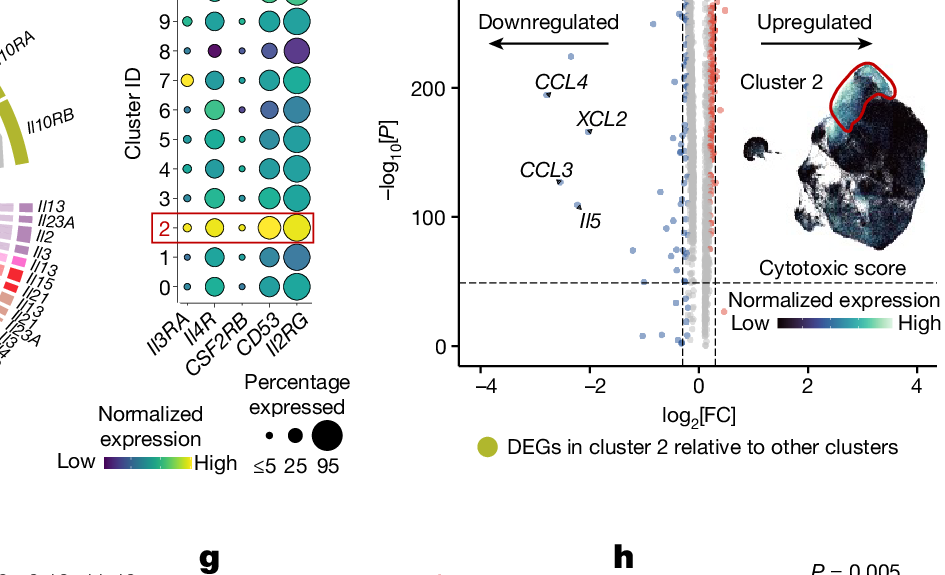 10RA
Il10RB
Il13
Il23A
Il2
Il3
Il13
Il15
Il21
Il13
Cluster ID
9
8
7
6
5
4
3
2
1
0
Il3RA
Il4R
CSF2RB
CD53
Il2RG
Normalized
expression
Low
High
Percentage
expressed
≤5 25 95
Downregulated
Upregulated
–log10[P]
200
100
0
CCL4
XCL2
CCL3
Il5
Cluster 2
Cytotoxic score
Normalized expression
Low
High
–4 –2 0 2 4
log2[FC]
DEGs in cluster 2 relative to other clusters
g
h
P = 0.005